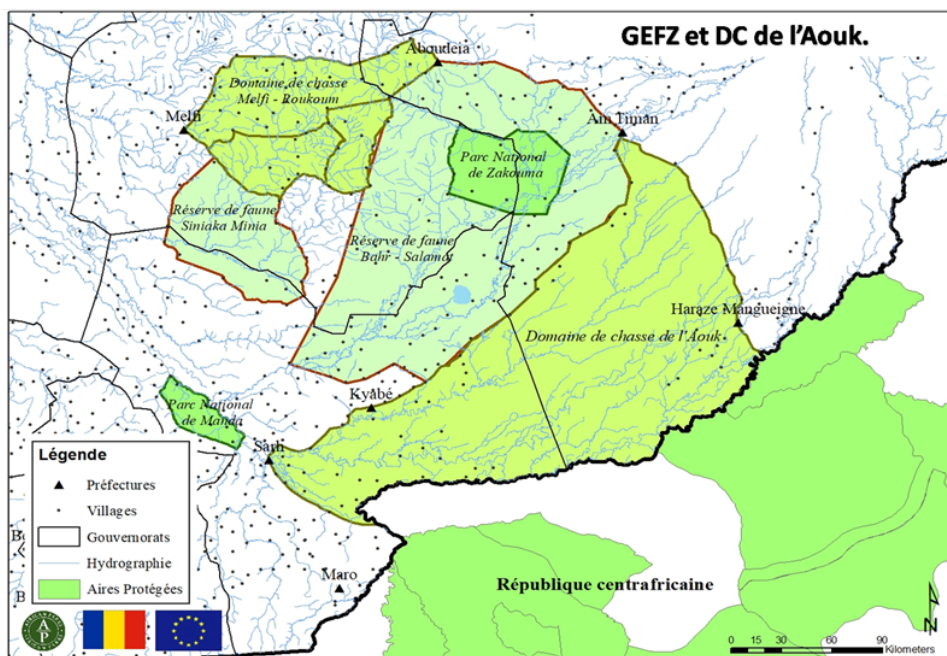 GEFZ et DC de l'Aouk.
Aboudeia
Domaine de chasse
Melfi - Roukoum
Melfi
Am Timan
Parc National
de Zakouma
Réserve de faune
Siniaka Minia
Réserve de faune
Bahr - Salamat
Haraze Mangueigne
Domaine de chasse de l'Aouk
Kyabé
Parc National
de Manda
Sarh
Légende
Préfectures
Villages
Gouvernorats
Hydrographie
Aires Protégées
Maro
République centrafricaine
N
0 15 30 60 90
Kilometers